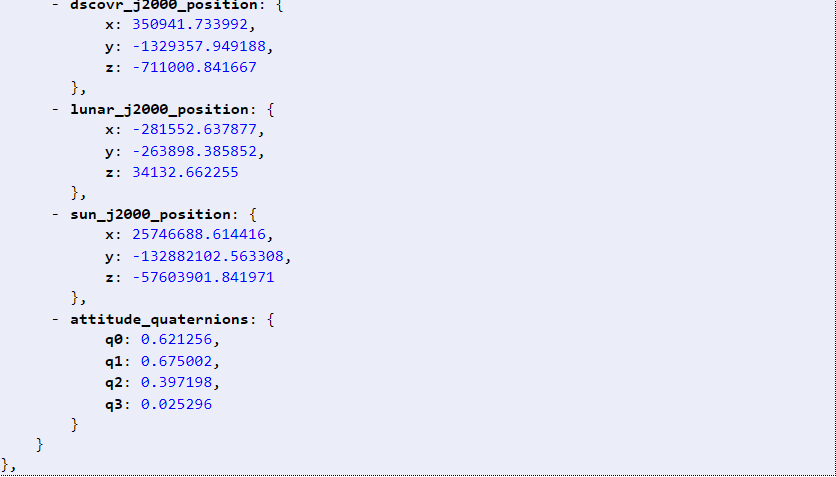 - dscovr_j2000_position: {
x: 350941.733992,
y: -1329357.949188,
z: -711000.841667
},
- lunar_j2000_position: {
x: -281552.637877,
y: -263898.385852,
z: 34132.662255
},
- sun_j2000_position: {
x: 25746688.614416,
y: -132882102.563308,
z: -57603901.841971
},
- attitude_quaternions: {
q0: 0.621256,
q1: 0.675002,
q2: 0.397198,
q3: 0.025296
}
}
},